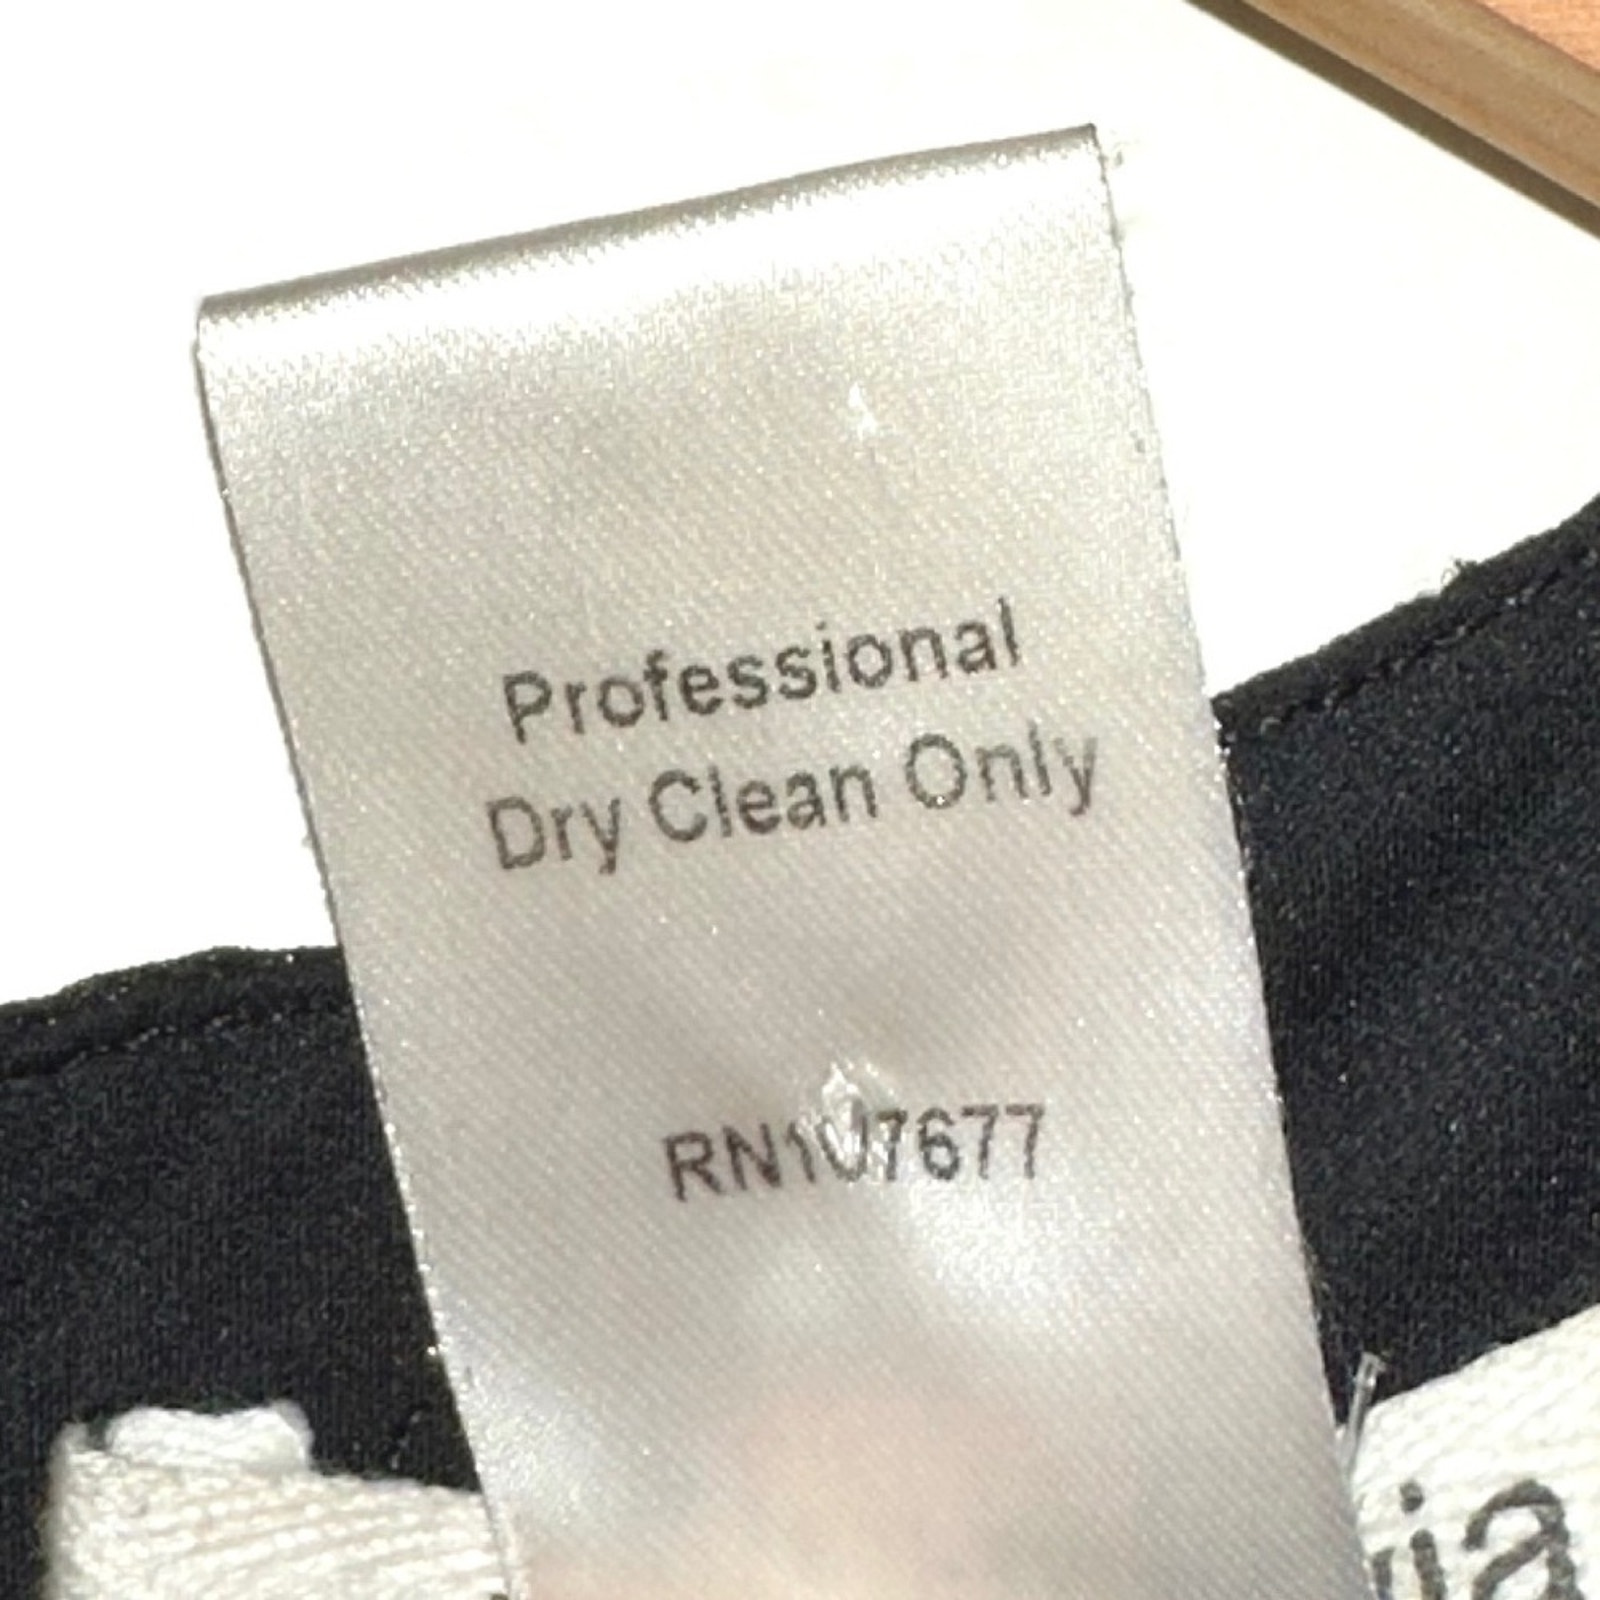 Professional
Dry Clean Only
RN107677